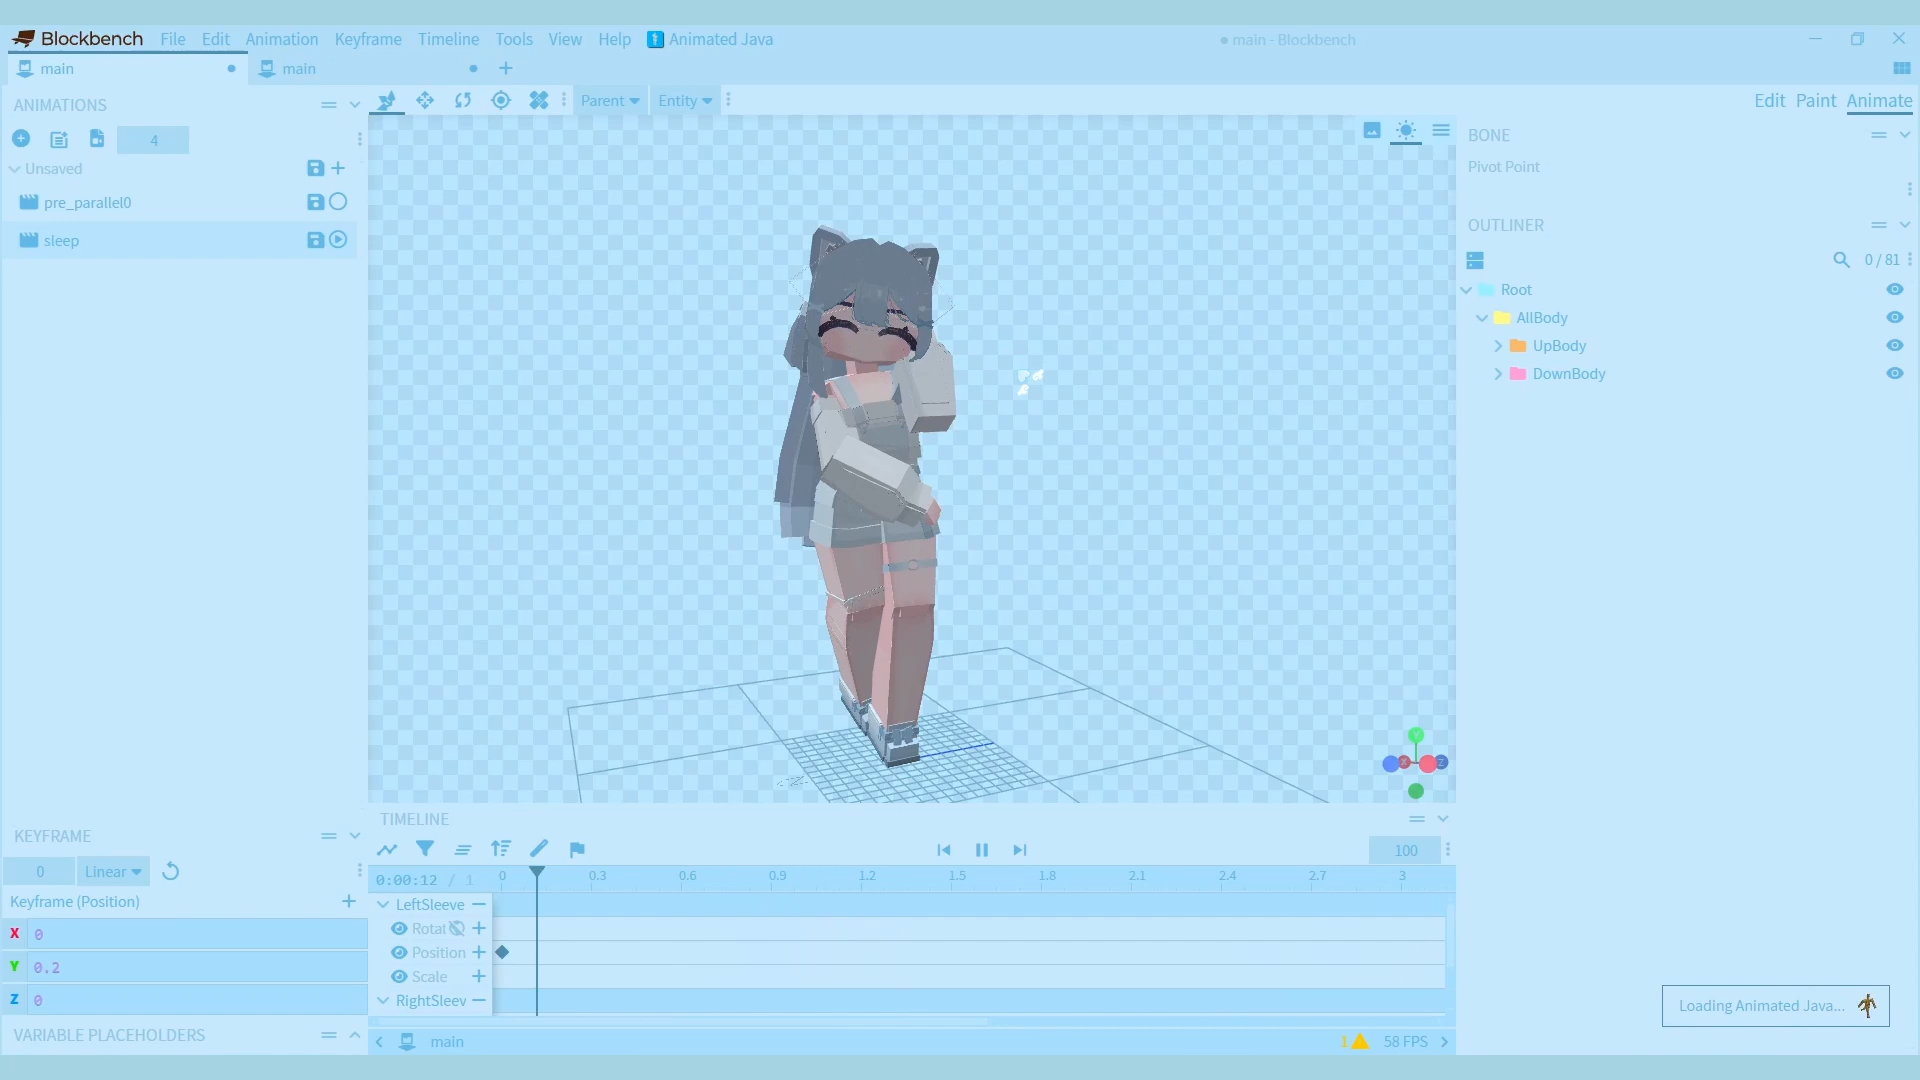 Blockbench File Edit Animation Keyframe Timeline Tools View Help Animated Java
main - Blockbench
main
main
ANIMATIONS
4
Unsaved
pre_parallel0
sleep
Parent
Entity
Edit Paint Animate
BONE
Pivot Point
OUTLINER
0 / 81
Root
AllBody
UpBody
DownBody
Y
X
Z
KEYFRAME
0
Linear
Keyframe (Position)
X 0
Y 0.2
Z 0
VARIABLE PLACEHOLDERS
TIMELINE
100
0:00:12 / 1
0 0.3 0.6 0.9 1.2 1.5 1.8 2.1 2.4 2.7 3
LeftSleeve
Rotat
Position
Scale
RightSleev
main
1
58 FPS
Loading Animated Java...